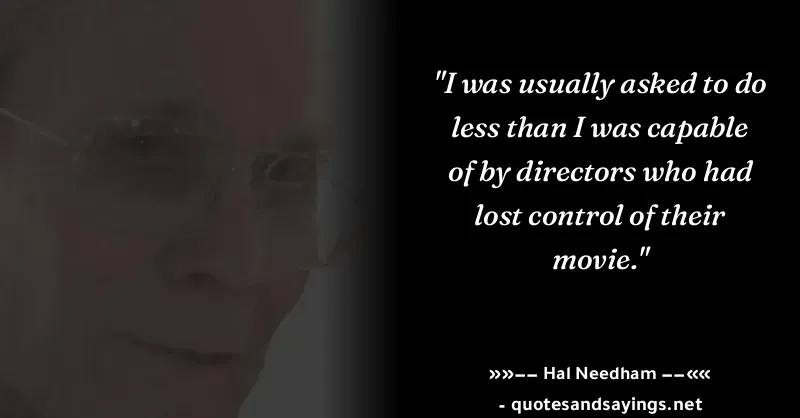 "I was usually asked to do
less than I was capable
of by directors who had
lost control of their
movie."
»»−− Hal Needham −−««
- quotesandsayings.net